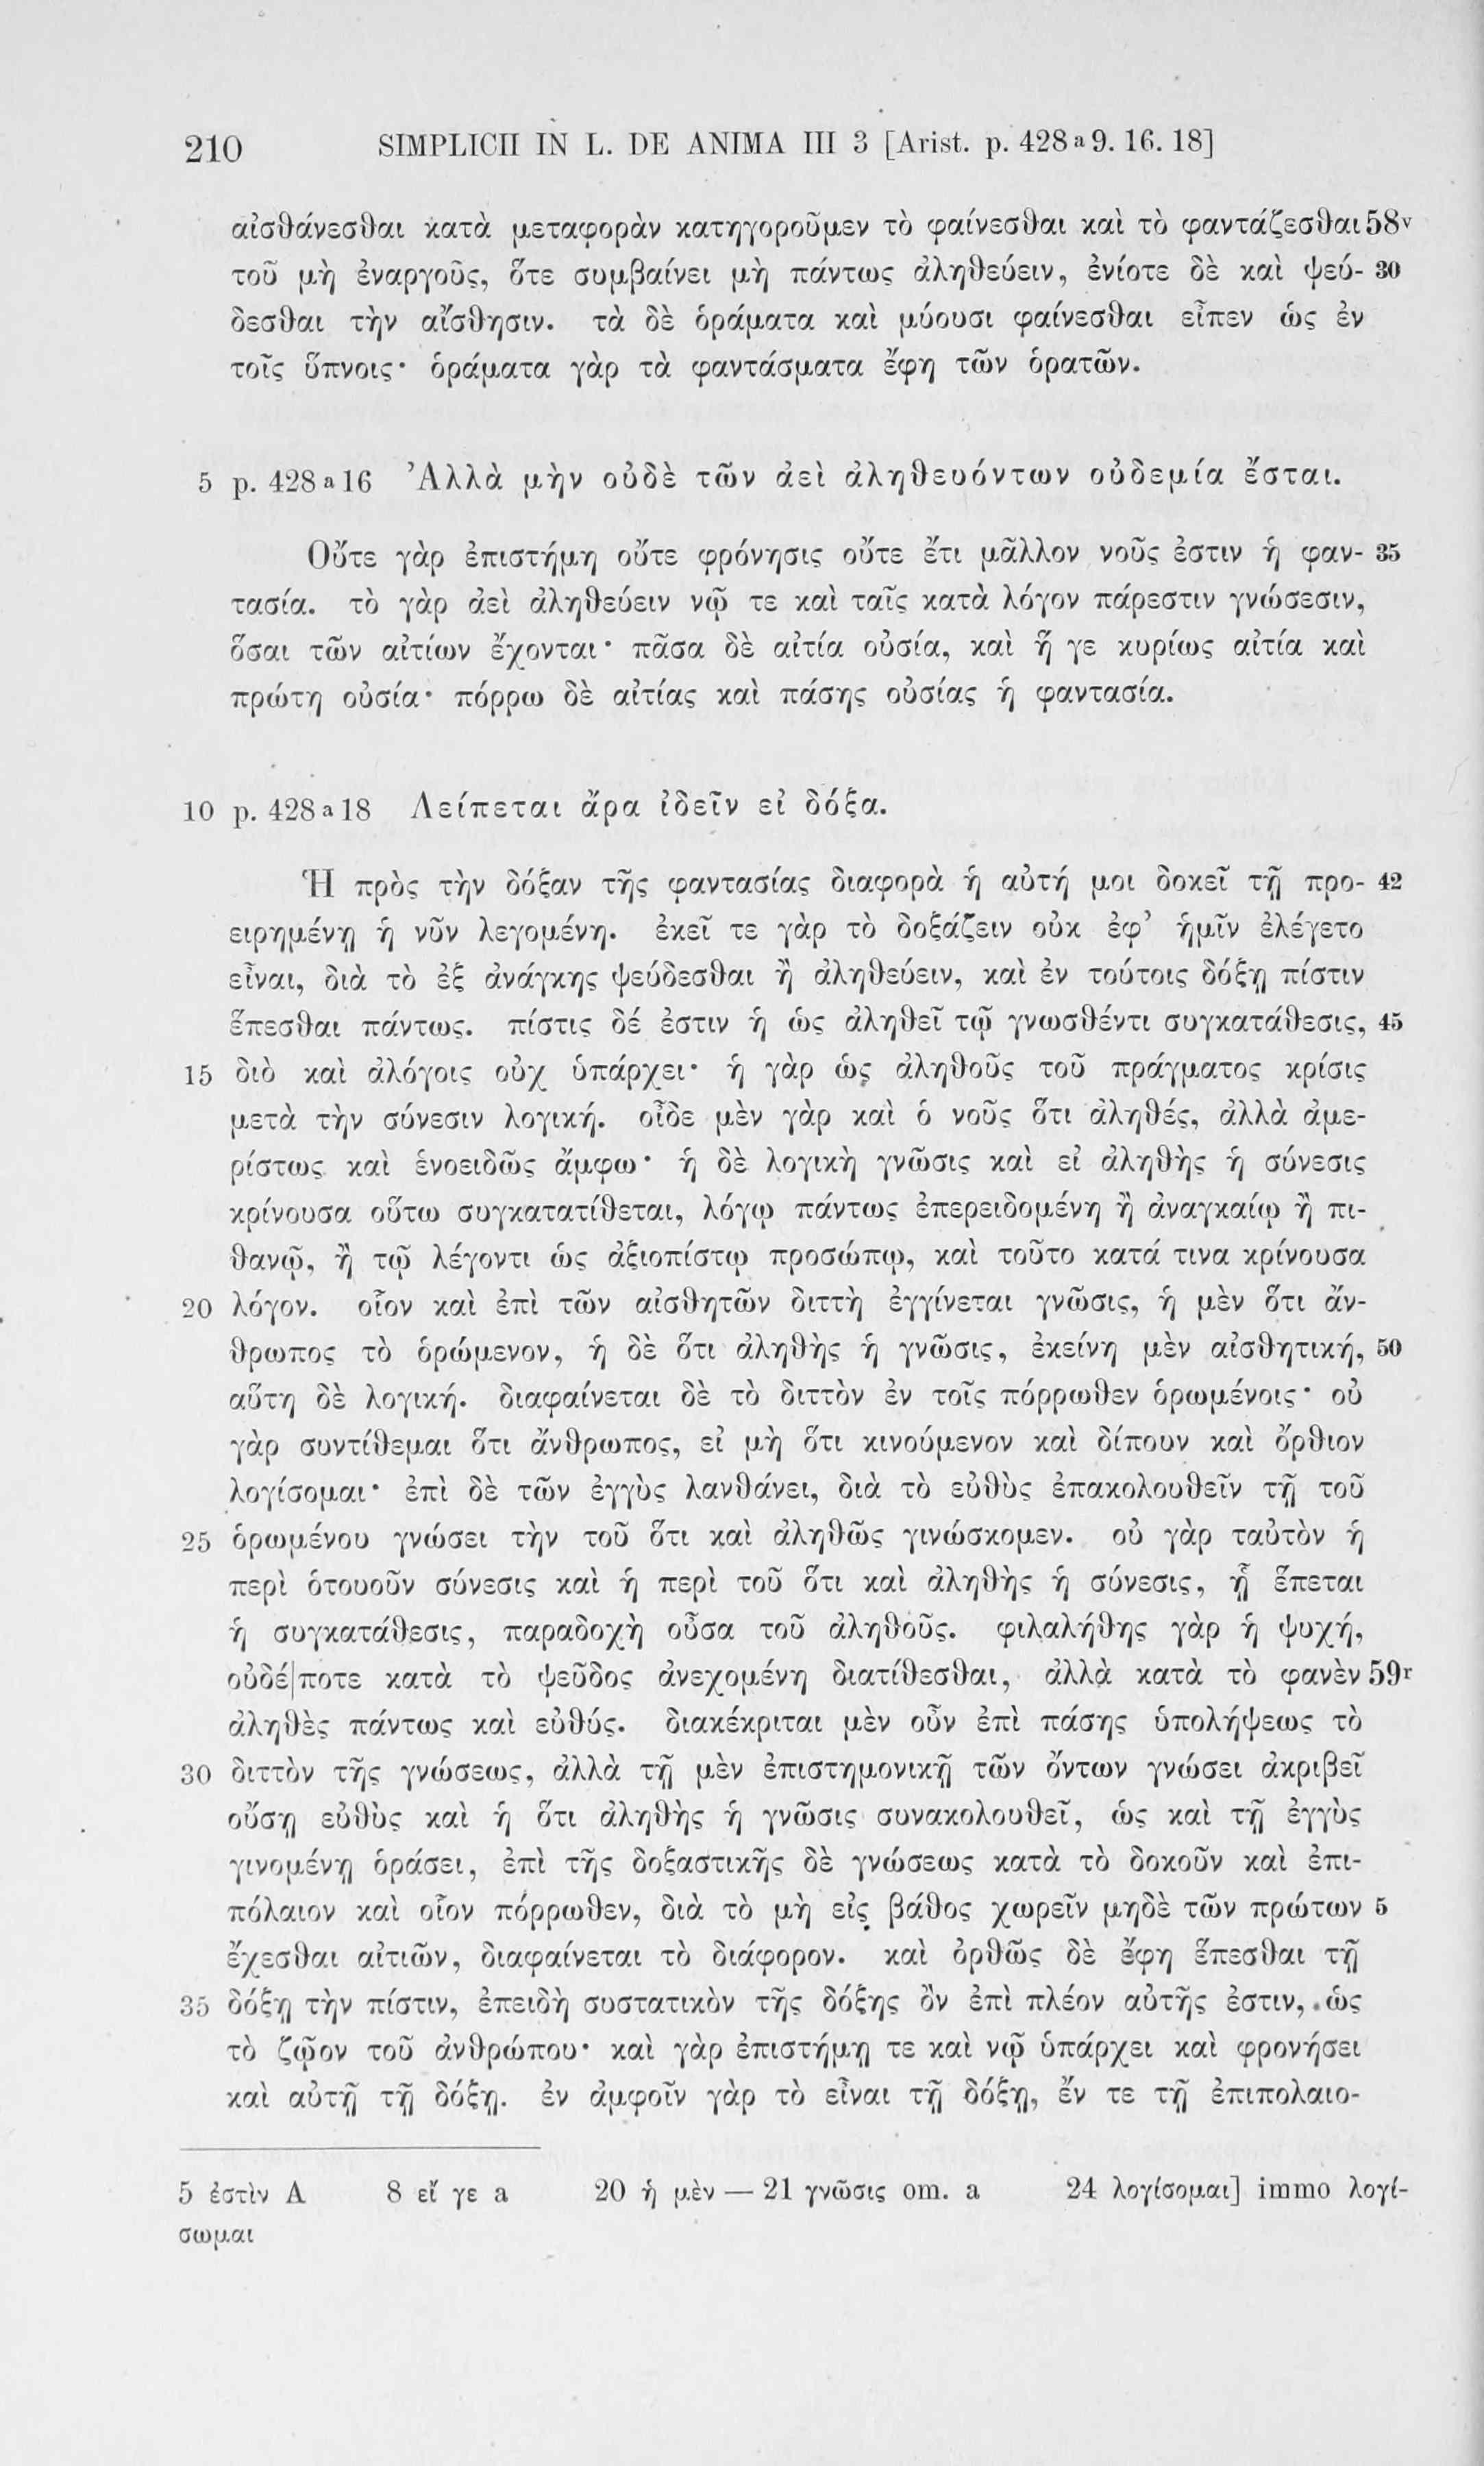 210 SIMPLICII IN L. DE ANIMA III 3 [Arist. p. 428 a 9. 16. 18]
αἰσθάνεσθαι κατὰ μεταφορὰν κατηγοροῦμεν τὸ φαίνεσθαι καὶ τὸ φαντάζεσθαι 58v
τοῦ μὴ ἐναργοῦς, ὅτε συμβαίνει μὴ πάντως ἀληθεύειν, ἐνίοτε δὲ καὶ ψεύ- 30
δεσθαι τὴν αἴσθησιν. τὰ δὲ ὁράματα καὶ μύουσι φαίνεσθαι εἶπεν ὡς ἐν
τοῖς ὕπνοις· ὁράματα γὰρ τὰ φαντάσματα ἔφη τῶν ὁρατῶν.
5 p. 428 a 16 Ἀλλὰ μὴν οὐδὲ τῶν ἀεὶ ἀληθευόντων οὐδεμία ἔσται.
Οὔτε γὰρ ἐπιστήμη οὔτε φρόνησις οὔτε ἔτι μᾶλλον νοῦς ἐστιν ἡ φαν- 35
τασία. τὸ γὰρ ἀεὶ ἀληθεύειν νῷ τε καὶ ταῖς κατὰ λόγον πάρεστιν γνώσεσιν,
ὅσαι τῶν αἰτίων ἔχονται· πᾶσα δὲ αἰτία οὐσία, καὶ ἥ γε κυρίως αἰτία καὶ
πρώτη οὐσία· πόρρω δὲ αἰτίας καὶ πάσης οὐσίας ἡ φαντασία.
10 p. 428 a 18 Λείπεται ἄρα ἰδεῖν εἰ δόξα.
Ἡ πρὸς τὴν δόξαν τῆς φαντασίας διαφορὰ ἡ αὐτή μοι δοκεῖ τῇ προ- 42
ειρημένῃ ἡ νῦν λεγομένη. ἐκεῖ τε γὰρ τὸ δοξάζειν οὐκ ἐφ’ ἡμῖν ἐλέγετο
εἶναι, διὰ τὸ ἐξ ἀνάγκης ψεύδεσθαι ἢ ἀληθεύειν, καὶ ἐν τούτοις δόξῃ πίστιν
ἕπεσθαι πάντως. πίστις δέ ἐστιν ἡ ὡς ἀληθεῖ τῷ γνωσθέντι συγκατάθεσις, 45
15 διὸ καὶ ἀλόγοις οὐχ ὑπάρχει· ἡ γὰρ ὡς ἀληθοῦς τοῦ πράγματος κρίσις
μετὰ τὴν σύνεσιν λογική. οἶδε μὲν γὰρ καὶ ὁ νοῦς ὅτι ἀληθές, ἀλλὰ ἀμε-
ρίστως καὶ ἑνοειδῶς ἄμφω· ἡ δὲ λογικὴ γνῶσις καὶ εἰ ἀληθὴς ἡ σύνεσις
κρίνουσα οὕτω συγκατατίθεται, λόγῳ πάντως ἐπερειδομένη ἢ ἀναγκαίῳ ἢ πι-
θανῷ, ἢ τῷ λέγοντι ὡς ἀξιοπίστῳ προσώπῳ, καὶ τοῦτο κατά τινα κρίνουσα
20 λόγον. οἷον καὶ ἐπὶ τῶν αἰσθητῶν διττὴ ἐγγίνεται γνῶσις, ἡ μὲν ὅτι ἄν-
θρωπος τὸ ὁρώμενον, ἡ δὲ ὅτι ἀληθὴς ἡ γνῶσις, ἐκείνη μὲν αἰσθητική, 50
αὕτη δὲ λογική. διαφαίνεται δὲ τὸ διττὸν ἐν τοῖς πόρρωθεν ὁρωμένοις· οὐ
γὰρ συντίθεμαι ὅτι ἄνθρωπος, εἰ μὴ ὅτι κινούμενον καὶ δίπουν καὶ ὄρθιον
λογίσομαι· ἐπὶ δὲ τῶν ἐγγὺς λανθάνει, διὰ τὸ εὐθὺς ἐπακολουθεῖν τῇ τοῦ
25 ὁρωμένου γνώσει τὴν τοῦ ὅτι καὶ ἀληθῶς γινώσκομεν. οὐ γὰρ ταὐτὸν ἡ
περὶ ὁτουοῦν σύνεσις καὶ ἡ περὶ τοῦ ὅτι καὶ ἀληθὴς ἡ σύνεσις, ᾗ ἕπεται
ἡ συγκατάθεσις, παραδοχὴ οὖσα τοῦ ἀληθοῦς. φιλαλήθης γὰρ ἡ ψυχή,
οὐδέ|ποτε κατὰ τὸ ψεῦδος ἀνεχομένη διατίθεσθαι, ἀλλὰ κατὰ τὸ φανὲν 59r
ἀληθὲς πάντως καὶ εὐθύς. διακέκριται μὲν οὖν ἐπὶ πάσης ὑπολήψεως τὸ
30 διττὸν τῆς γνώσεως, ἀλλὰ τῇ μὲν ἐπιστημονικῇ τῶν ὄντων γνώσει ἀκριβεῖ
οὔσῃ εὐθὺς καὶ ἡ ὅτι ἀληθὴς ἡ γνῶσις συνακολουθεῖ, ὡς καὶ τῇ ἐγγὺς
γινομένῃ ὁράσει, ἐπὶ τῆς δοξαστικῆς δὲ γνώσεως κατὰ τὸ δοκοῦν καὶ ἐπι-
πόλαιον καὶ οἷον πόρρωθεν, διὰ τὸ μὴ εἰς βάθος χωρεῖν μηδὲ τῶν πρώτων 5
ἔχεσθαι αἰτιῶν, διαφαίνεται τὸ διάφορον. καὶ ὀρθῶς δὲ ἔφη ἕπεσθαι τῇ
35 δόξῃ τὴν πίστιν, ἐπειδὴ συστατικὸν τῆς δόξης ὂν ἐπὶ πλέον αὐτῆς ἐστιν, ὡς
τὸ ζῷον τοῦ ἀνθρώπου· καὶ γὰρ ἐπιστήμῃ τε καὶ νῷ ὑπάρχει καὶ φρονήσει
καὶ αὐτῇ τῇ δόξῃ. ἐν ἀμφοῖν γὰρ τὸ εἶναι τῇ δόξῃ, ἔν τε τῇ ἐπιπολαιο-
5 ἐστὶν A 8 εἴ γε a 20 ἡ μὲν — 21 γνῶσις om. a 24 λογίσομαι] immo λογί-
σωμαι